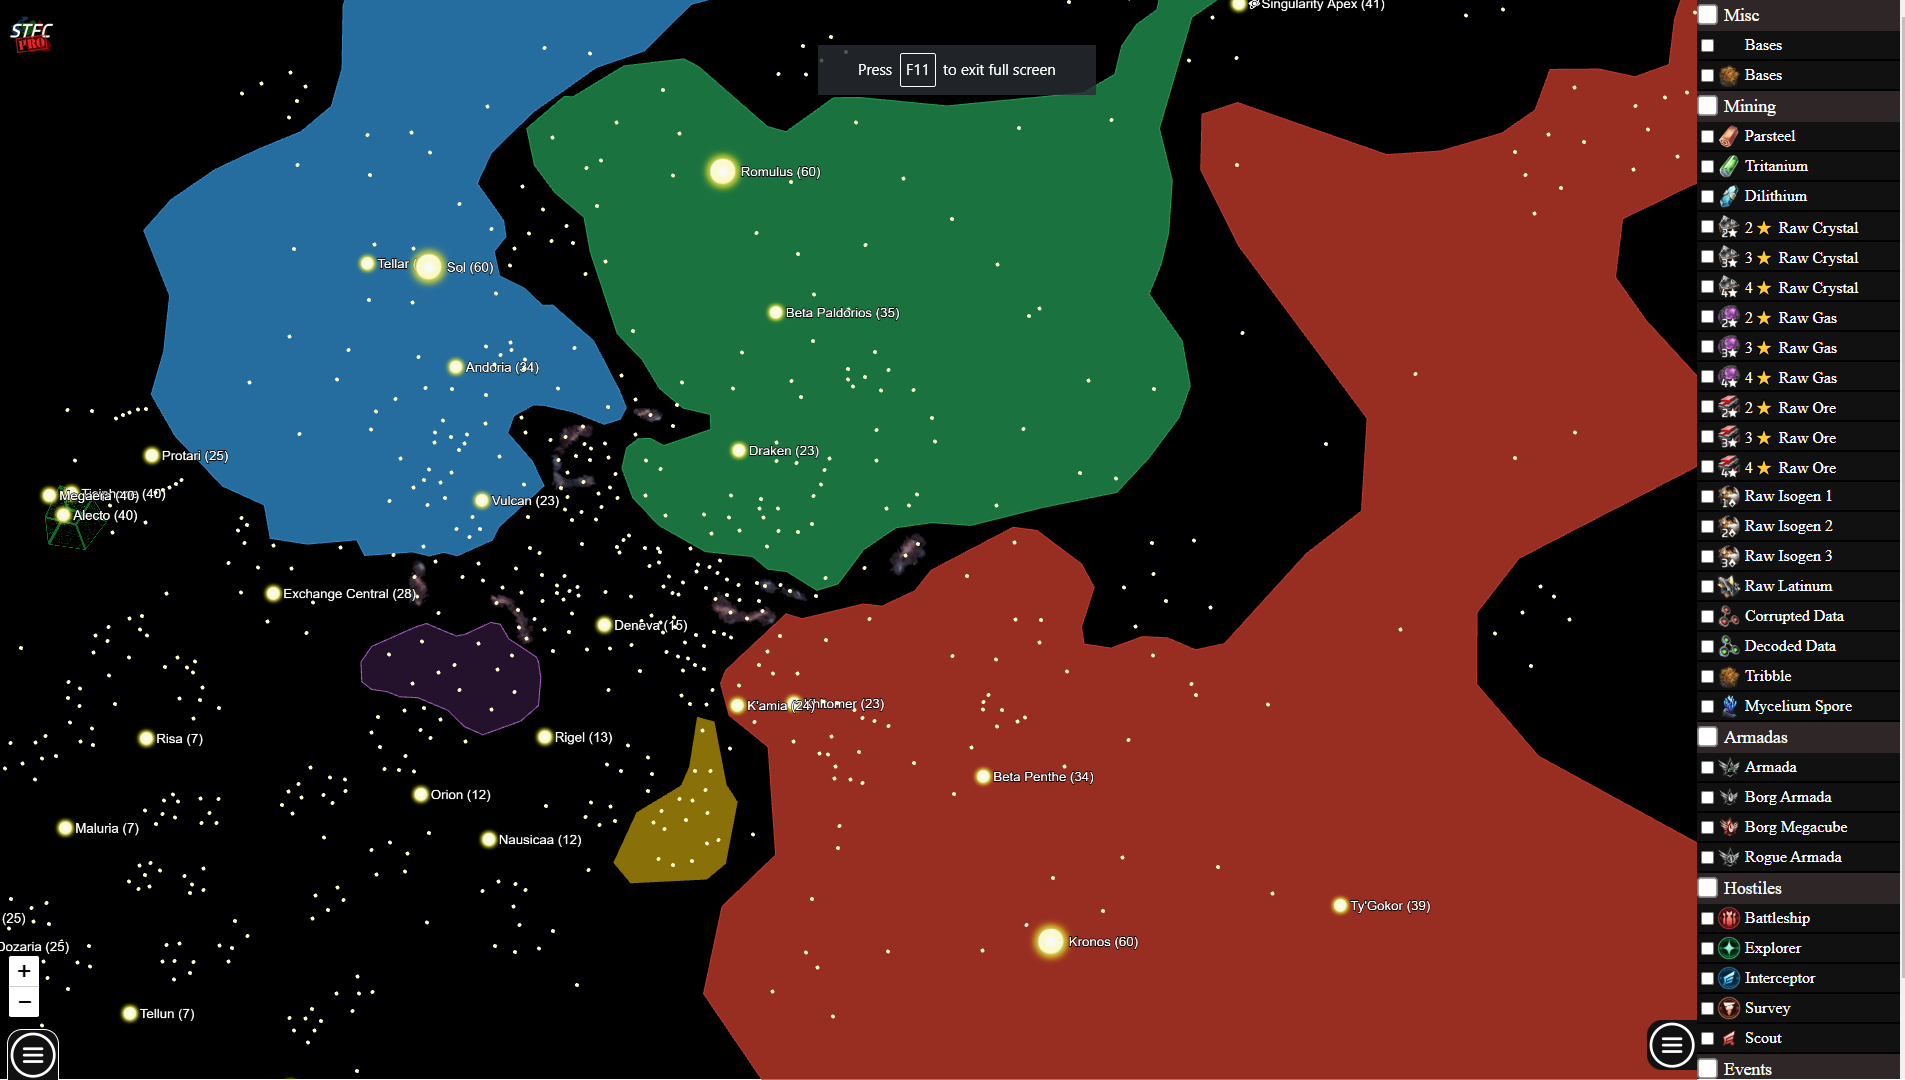 STFC
PRO
Singularity Apex (41)
Press F11 to exit full screen
Romulus (60)
Tellar
Sol (60)
Beta Paldorios (35)
Andoria (34)
Draken (23)
Protari (25)
Vulcan (23)
Megaera (40)
(40)
Alecto (40)
Exchange Central (28)
Deneva (15)
K'amia (24)
Khitomer (23)
Risa (7)
Rigel (13)
Beta Penthe (34)
Orion (12)
Maluria (7)
Nausicaa (12)
Ty'Gokor (39)
(25)
Dozaria (25)
Kronos (60)
Tellun (7)
+
−
Misc
Bases
Bases
Mining
Parsteel
Tritanium
Dilithium
2 ★ Raw Crystal
3 ★ Raw Crystal
4 ★ Raw Crystal
2 ★ Raw Gas
3 ★ Raw Gas
4 ★ Raw Gas
2 ★ Raw Ore
3 ★ Raw Ore
4 ★ Raw Ore
Raw Isogen 1
Raw Isogen 2
Raw Isogen 3
Raw Latinum
Corrupted Data
Decoded Data
Tribble
Mycelium Spore
Armadas
Armada
Borg Armada
Borg Megacube
Rogue Armada
Hostiles
Battleship
Explorer
Interceptor
Survey
Scout
Events